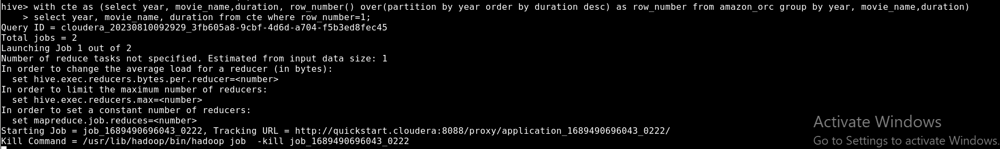 hive> with cte as (select year, movie_name,duration, row_number() over(partition by year order by duration desc) as row_number from amazon_orc group by year, movie_name,duration)
    > select year, movie_name, duration from cte where row_number=1;
Query ID = cloudera_20230810092929_3fb605a8-9cbf-4d6d-a704-f5b3ed8fec45
Total jobs = 2
Launching Job 1 out of 2
Number of reduce tasks not specified. Estimated from input data size: 1
In order to change the average load for a reducer (in bytes):
  set hive.exec.reducers.bytes.per.reducer=<number>
In order to limit the maximum number of reducers:
  set hive.exec.reducers.max=<number>
In order to set a constant number of reducers:
  set mapreduce.job.reduces=<number>
Starting Job = job_1689490696043_0222, Tracking URL = http://quickstart.cloudera:8088/proxy/application_1689490696043_0222/
Kill Command = /usr/lib/hadoop/bin/hadoop job  -kill job_1689490696043_0222
Activate Windows
Go to Settings to activate Windows.